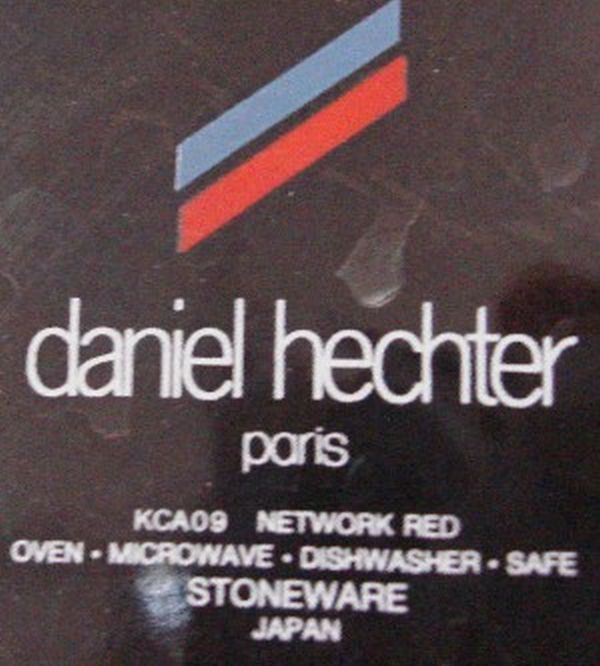 daniel hechter
paris
KCA09 NETWORK RED
OVEN • MICROWAVE • DISHWASHER • SAFE
STONEWARE
JAPAN